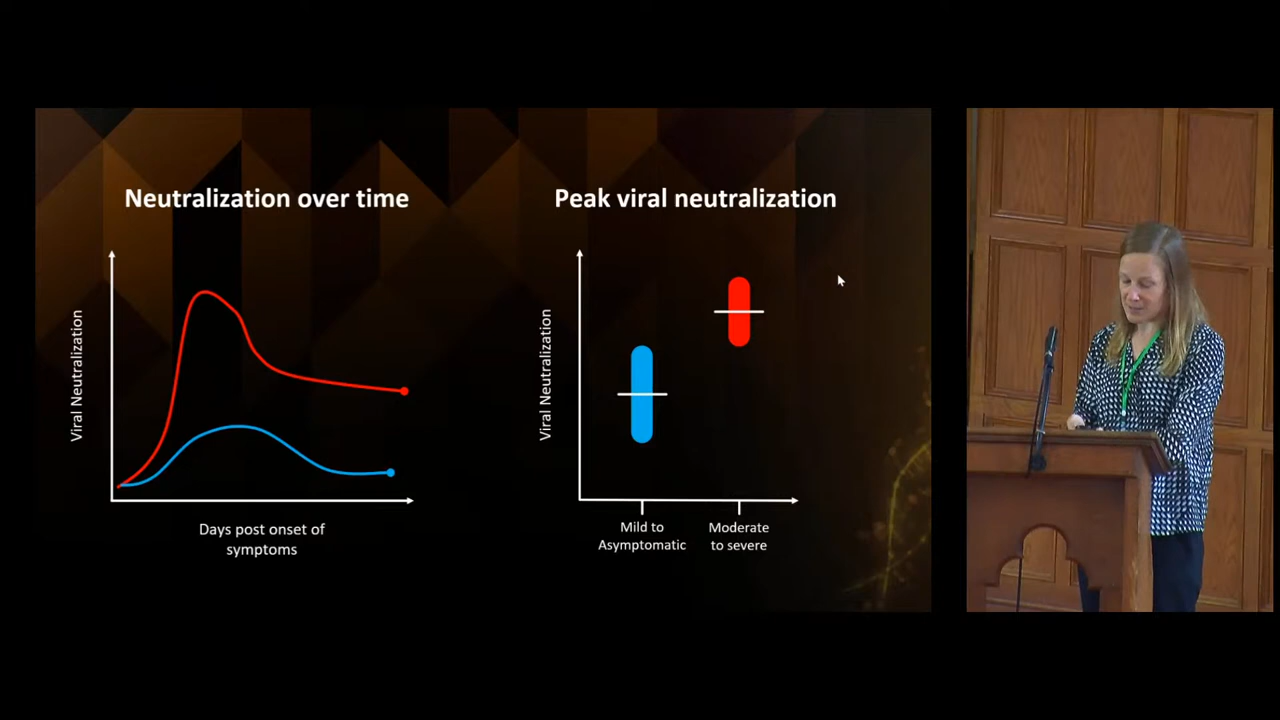 Neutralization over time
Viral Neutralization
Days post onset of
symptoms
Peak viral neutralization
Viral Neutralization
Mild to
Asymptomatic
Moderate
to severe